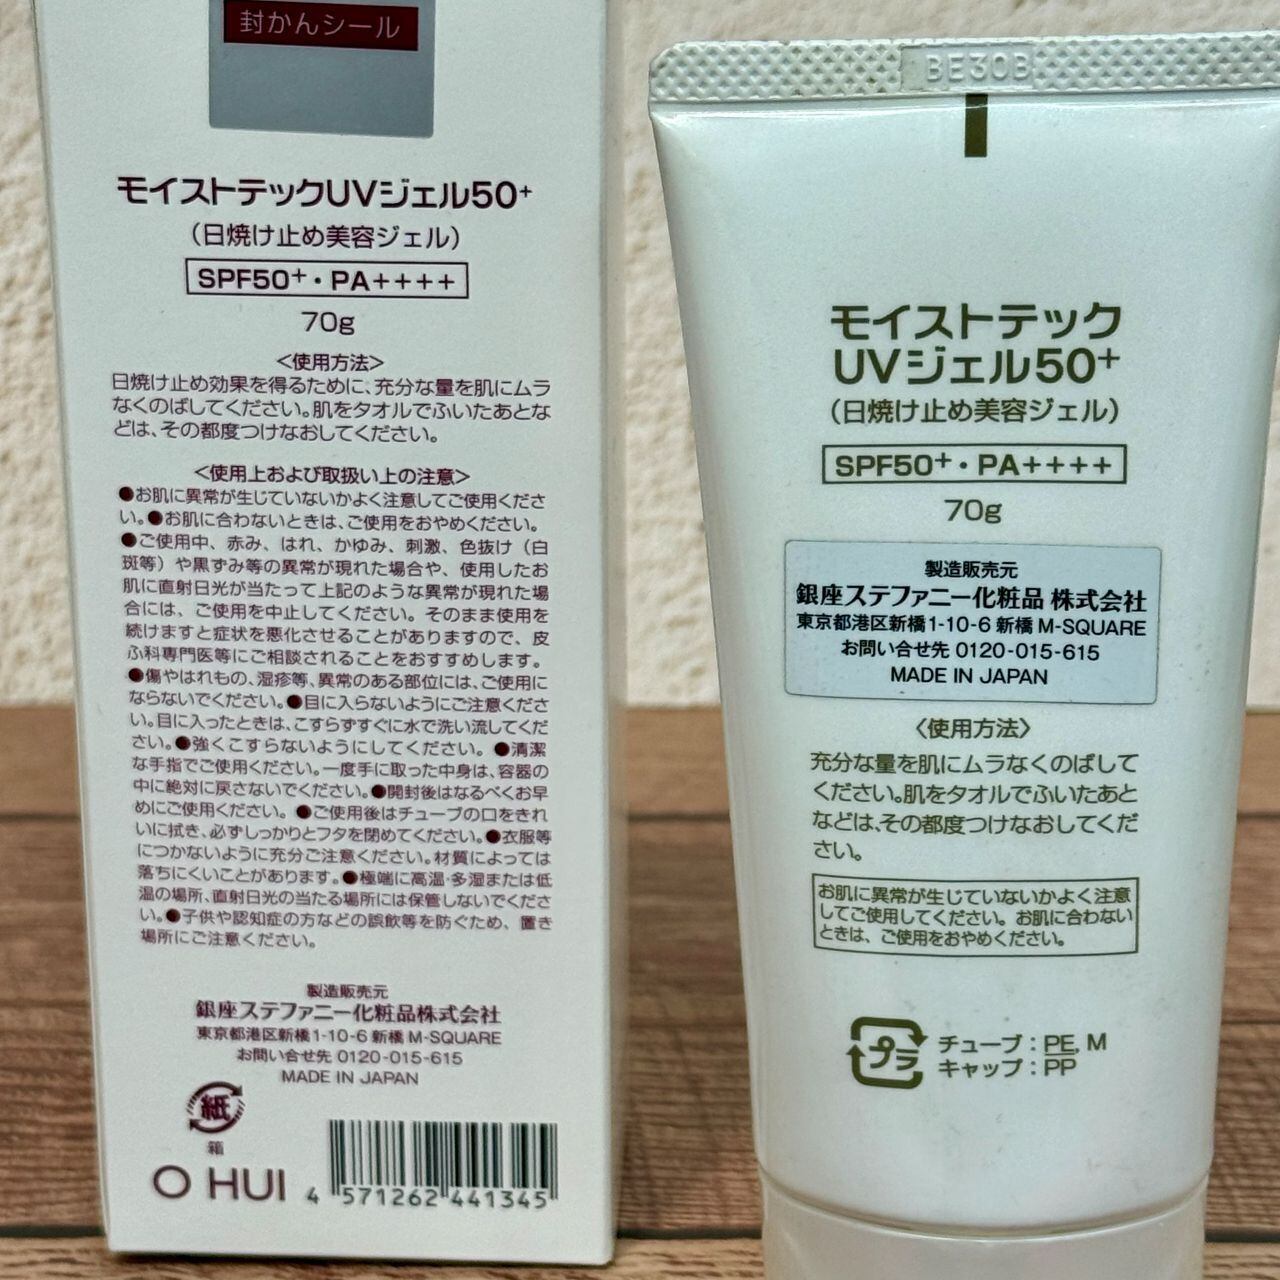 封かんシール
モイストテックUVジェル50+
（日焼け止め美容ジェル）
SPF50+・PA++++
70g
<使用方法>
日焼け止め効果を得るために、充分な量を肌にムラ
なくのばしてください。肌をタオルでふいたあとな
どは、その都度つけなおしてください。
<使用上および取扱い上の注意>
●お肌に異常が生じていないかよく注意してご使用くださ
い。●お肌に合わないときは、ご使用をおやめください。
●ご使用中、赤み、はれ、かゆみ、刺激、色抜け（白
斑等）や黒ずみ等の異常が現れた場合や、使用したお
肌に直射日光が当たって上記のような異常が現れた場
合には、ご使用を中止してください。そのまま使用を
続けますと症状を悪化させることがありますので、皮
ふ科専門医等にご相談されることをおすすめします。
●傷やはれもの、湿疹等、異常のある部位には、ご使用に
ならないでください。●目に入らないようにご注意くださ
い。目に入ったときは、こすらずすぐに水で洗い流してくだ
さい。●強くこすらないようにしてください。●清潔
な手指でご使用ください。一度手に取った中身は、容器の
中に絶対に戻さないでください。●開封後はなるべくお早
めにご使用ください。●ご使用後はチューブの口をきれ
いに拭き、必ずしっかりとフタを閉めてください。●衣服等
につかないように充分ご注意ください。材質によっては
落ちにくいことがあります。●極端に高温・多湿または低
温の場所、直射日光の当たる場所には保管しないでくださ
い。●子供や認知症の方などの誤飲等を防ぐため、置き
場所にご注意ください。
製造販売元
銀座ステファニー化粧品株式会社
東京都港区新橋1-10-6 新橋 M-SQUARE
お問い合せ先 0120-015-615
MADE IN JAPAN
紙
箱
O HUI
4 571262 441345
BE30B
モイストテック
UVジェル50+
（日焼け止め美容ジェル）
SPF50+・PA++++
70g
製造販売元
銀座ステファニー化粧品 株式会社
東京都港区新橋1-10-6 新橋 M-SQUARE
お問い合せ先 0120-015-615
MADE IN JAPAN
<使用方法>
充分な量を肌にムラなくのばして
ください。肌をタオルでふいたあと
などは、その都度つけなおしてくだ
さい。
お肌に異常が生じていないかよく注意
してご使用してください。お肌に合わない
ときは、ご使用をおやめください。
プラ
チューブ：PE, M
キャップ：PP